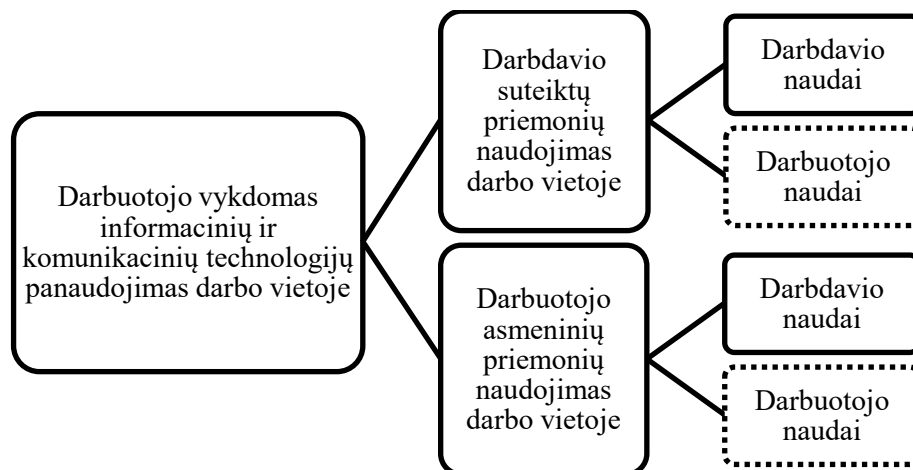 Darbuotojo vykdomas
informacinių ir
komunikacinių technologijų
panaudojimas darbo vietoje
Darbdavio
suteiktų
priemonių
naudojimas
darbo vietoje
Darbdavio
naudai
Darbuotojo
naudai
Darbuotojo
asmeninių
priemonių
naudojimas
darbo vietoje
Darbdavio
naudai
Darbuotojo
naudai